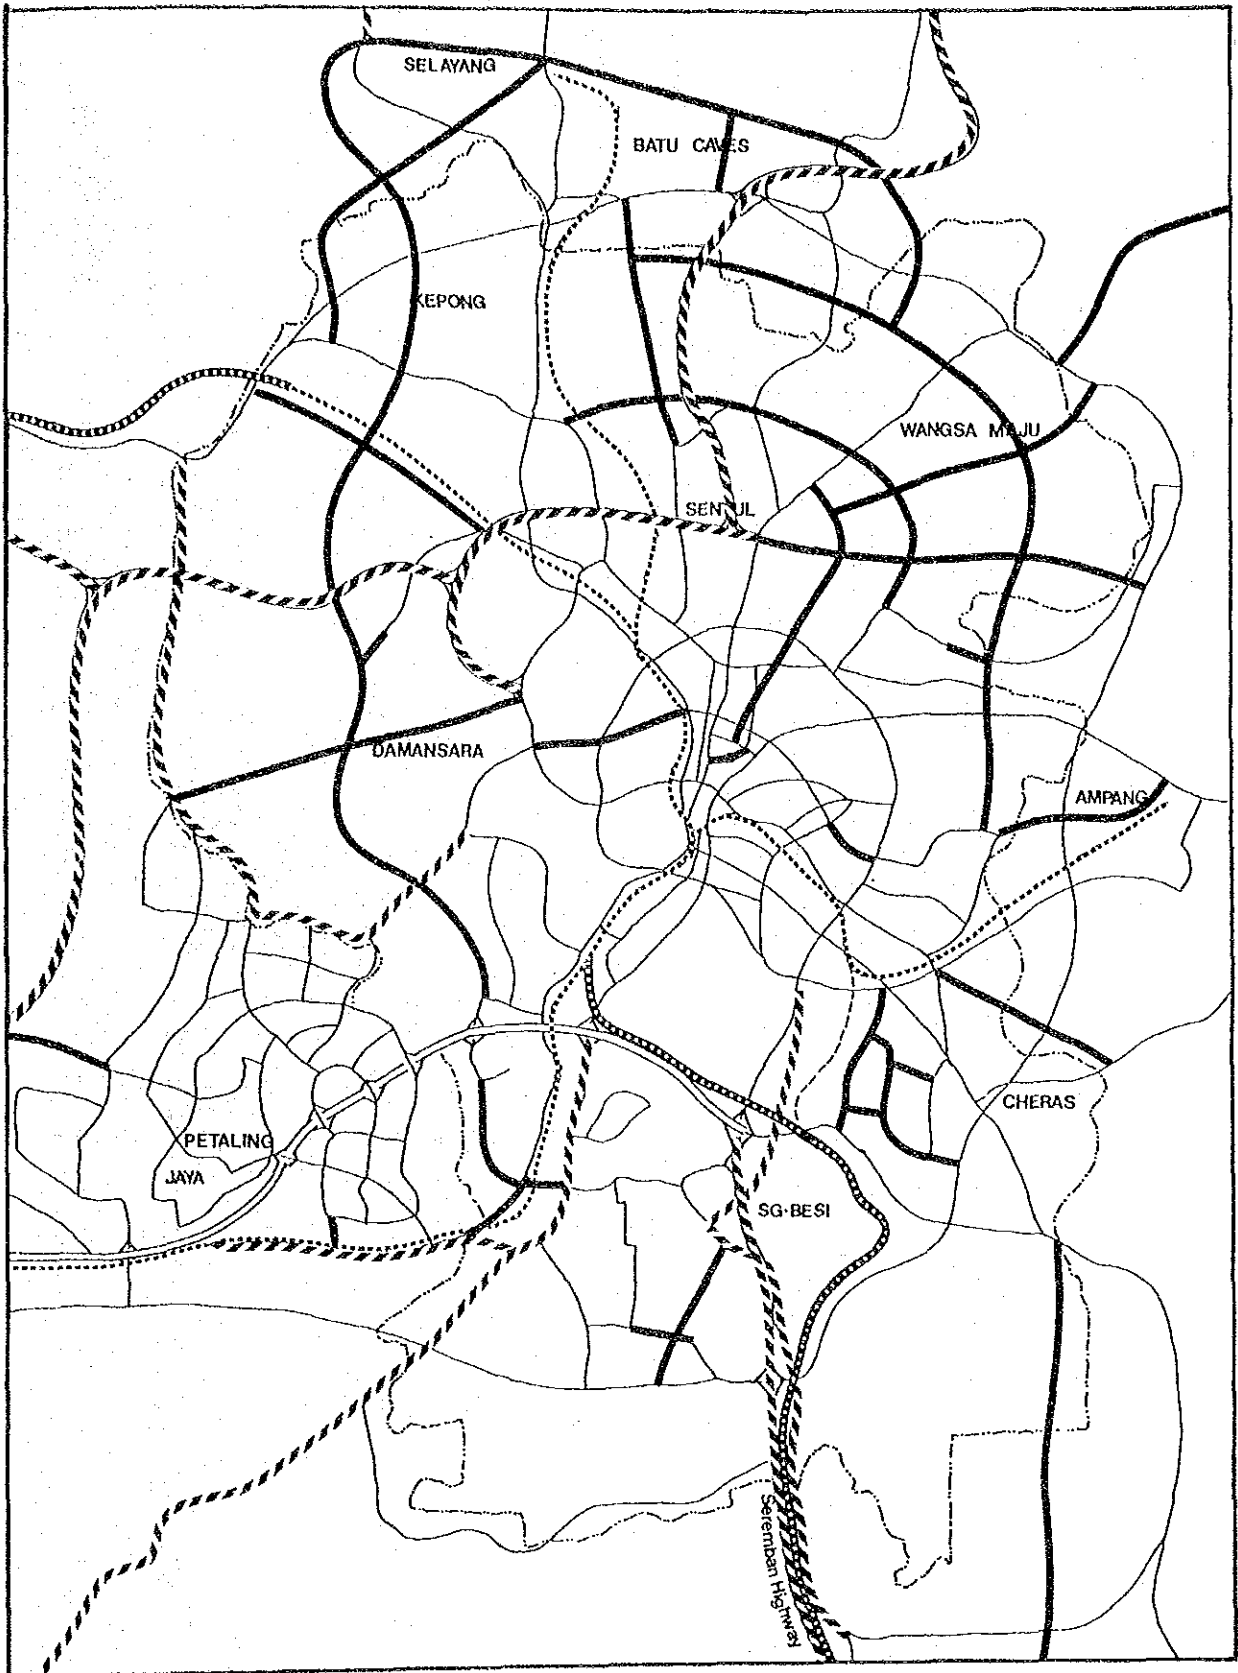 SELAYANG
BATU CAVES
KEPONG
WANGSA MAJU
SENTUL
DAMANSARA
AMPANG
CHERAS
PETALING
JAYA
SG·BESI
Seremban Highway